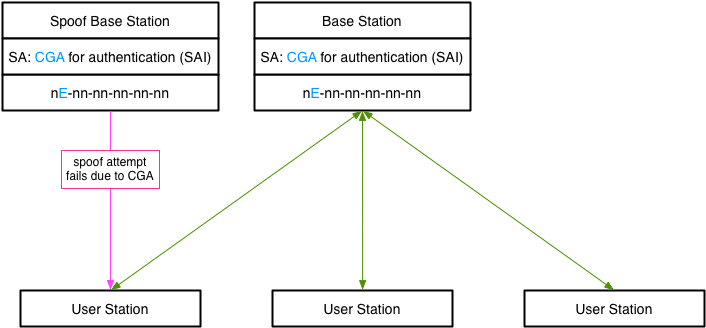 Spoof Base Station
SA: CGA for authentication (SAI)
nE-nn-nn-nn-nn-nn
Base Station
SA: CGA for authentication (SAI)
nE-nn-nn-nn-nn-nn
spoof attempt
fails due to CGA
User Station
User Station
User Station